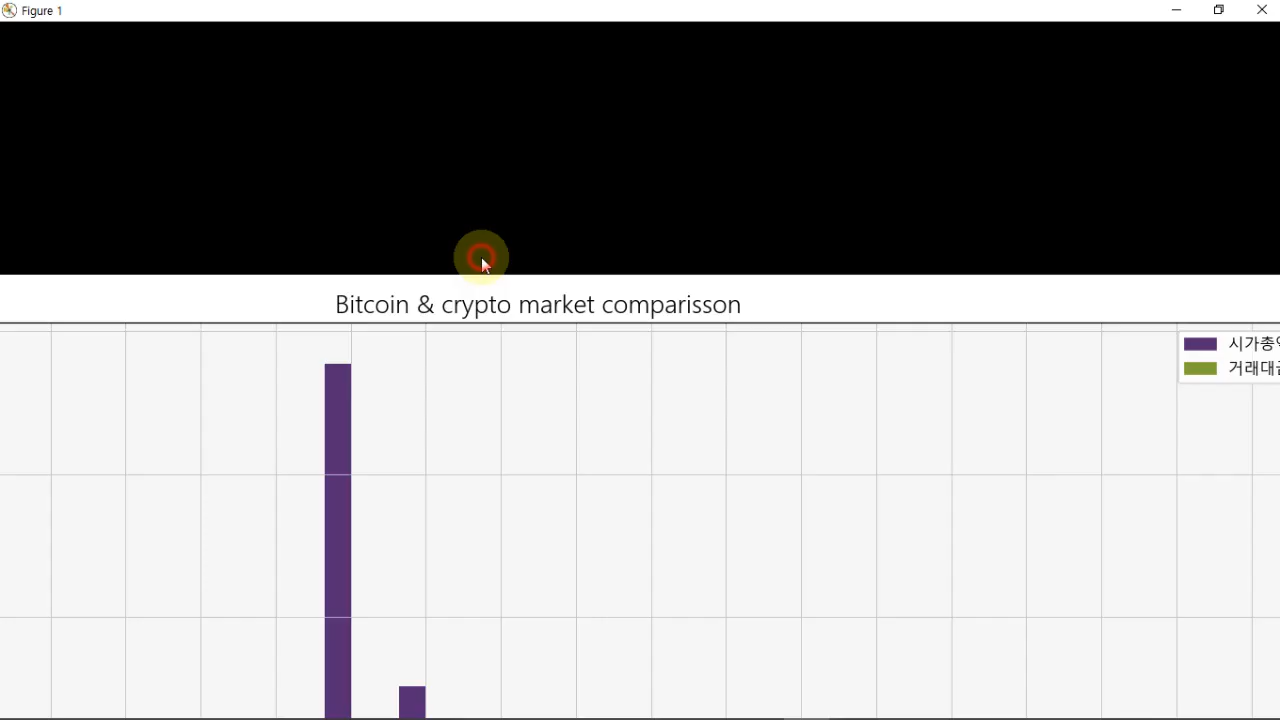 Figure 1
Bitcoin & crypto market comparisson
시가총
거래대